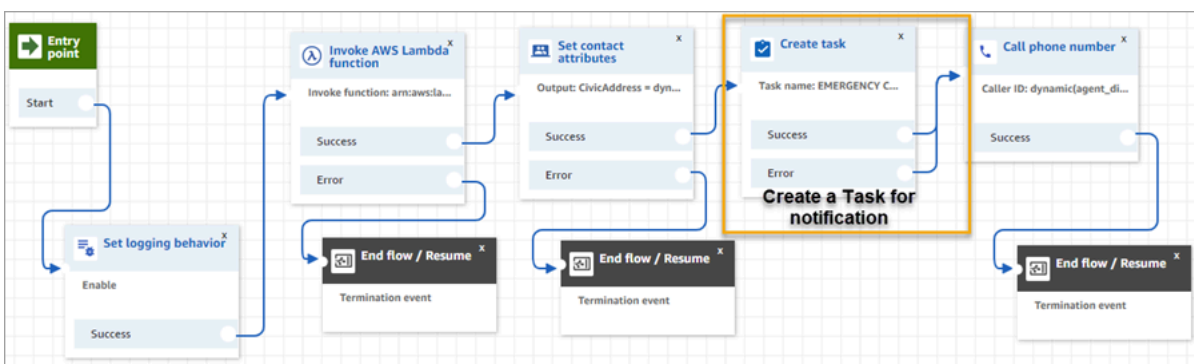 Entry
point
Start
Set logging behavior
x
Enable
Success
Invoke AWS Lambda
function
x
Invoke function: arn:aws:la...
Success
Error
End flow / Resume
x
Termination event
Set contact
attributes
x
Output: CivicAddress = dyn...
Success
Error
End flow / Resume
x
Termination event
Create task
x
Task name: EMERGENCY C...
Success
Error
Create a Task for
notification
Call phone number
x
Caller ID: dynamic(agent_di...
Success
End flow / Resume
x
Termination event